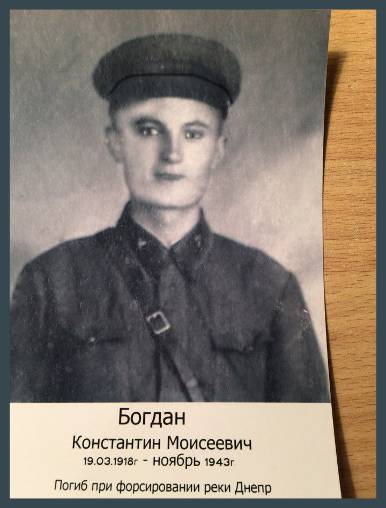 Богдан
Константин Моисеевич
19.03.1918г - ноябрь 1943г
Погиб при форсировании реки Днепр